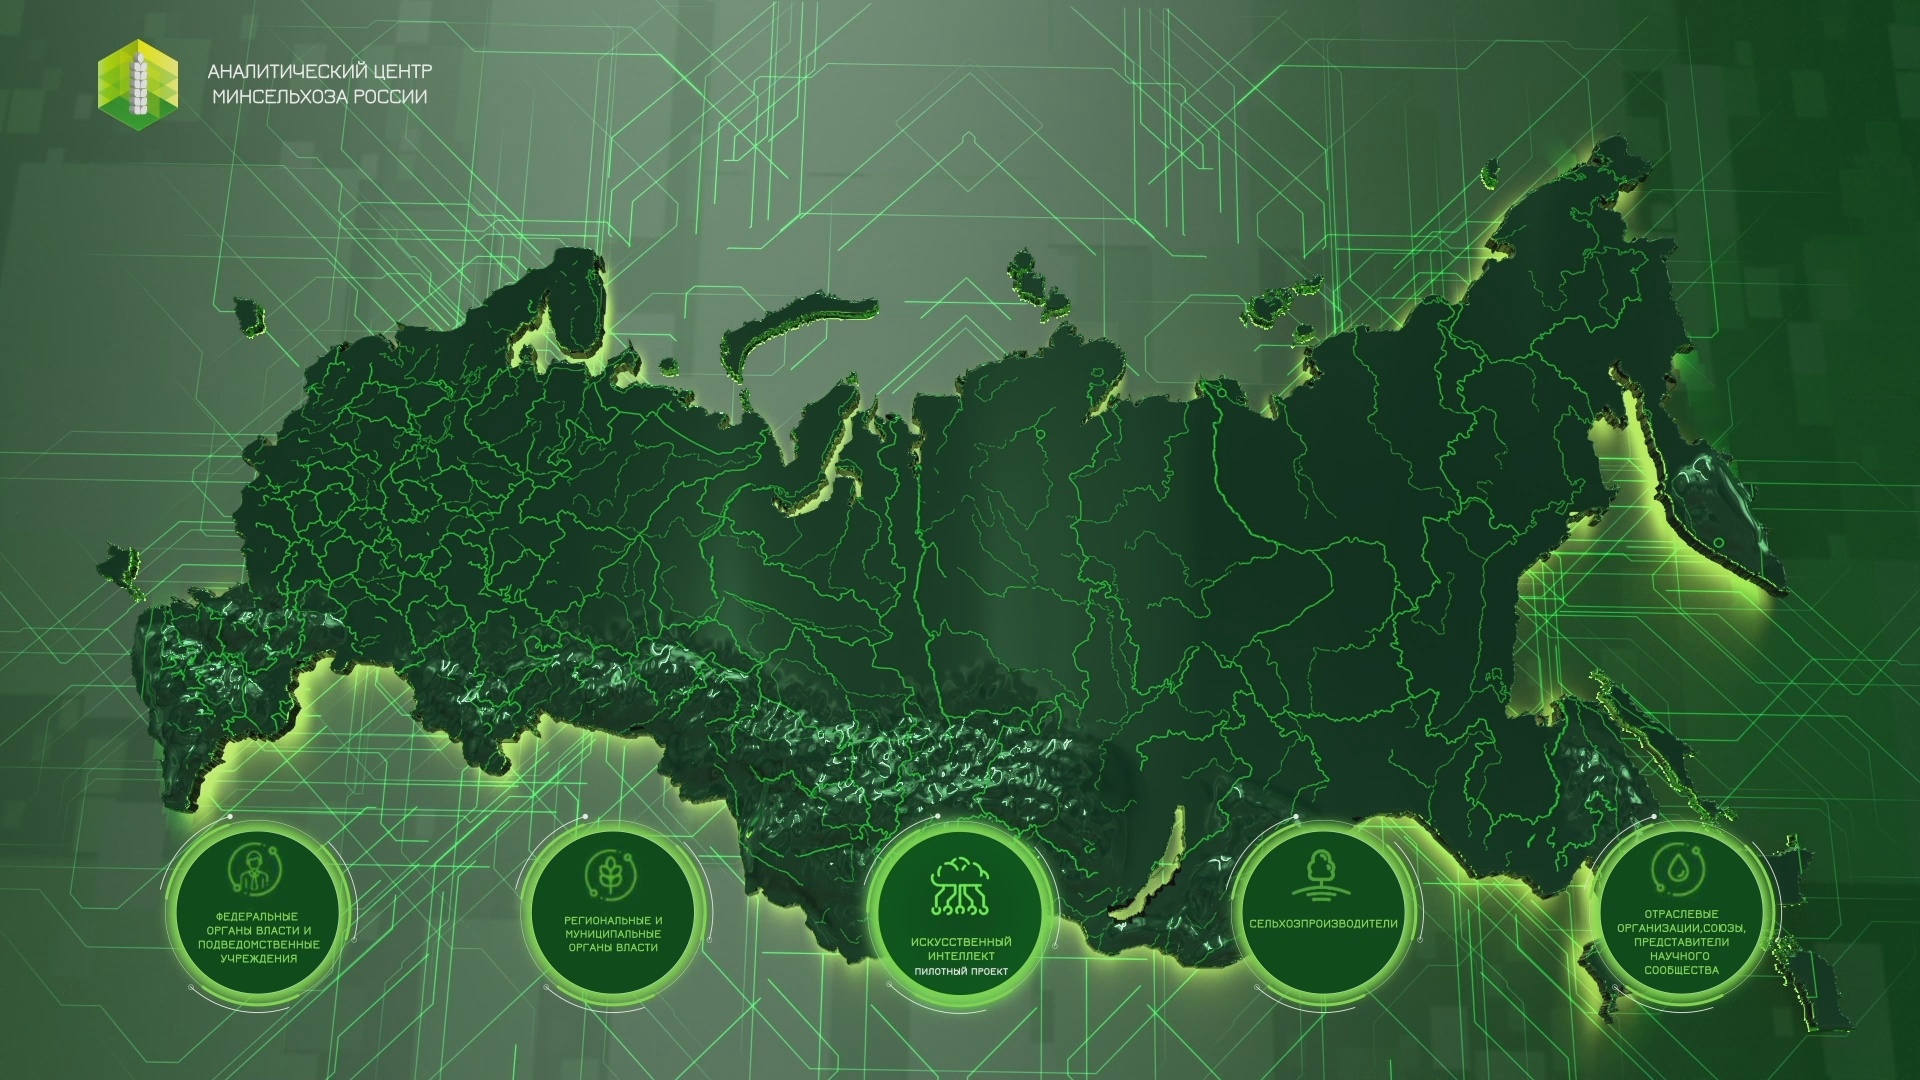 АНАЛИТИЧЕСКИЙ ЦЕНТР
МИНСЕЛЬХОЗА РОССИИ
ФЕДЕРАЛЬНЫЕ
ОРГАНЫ ВЛАСТИ И
ПОДВЕДОМСТВЕННЫЕ
УЧРЕЖДЕНИЯ
РЕГИОНАЛЬНЫЕ И
МУНИЦИПАЛЬНЫЕ
ОРГАНЫ ВЛАСТИ
ИСКУССТВЕННЫЙ
ИНТЕЛЛЕКТ
ПИЛОТНЫЙ ПРОЕКТ
СЕЛЬХОЗПРОИЗВОДИТЕЛИ
ОТРАСЛЕВЫЕ
ОРГАНИЗАЦИИ,СОЮЗЫ,
ПРЕДСТАВИТЕЛИ
НАУЧНОГО
СООБЩЕСТВА